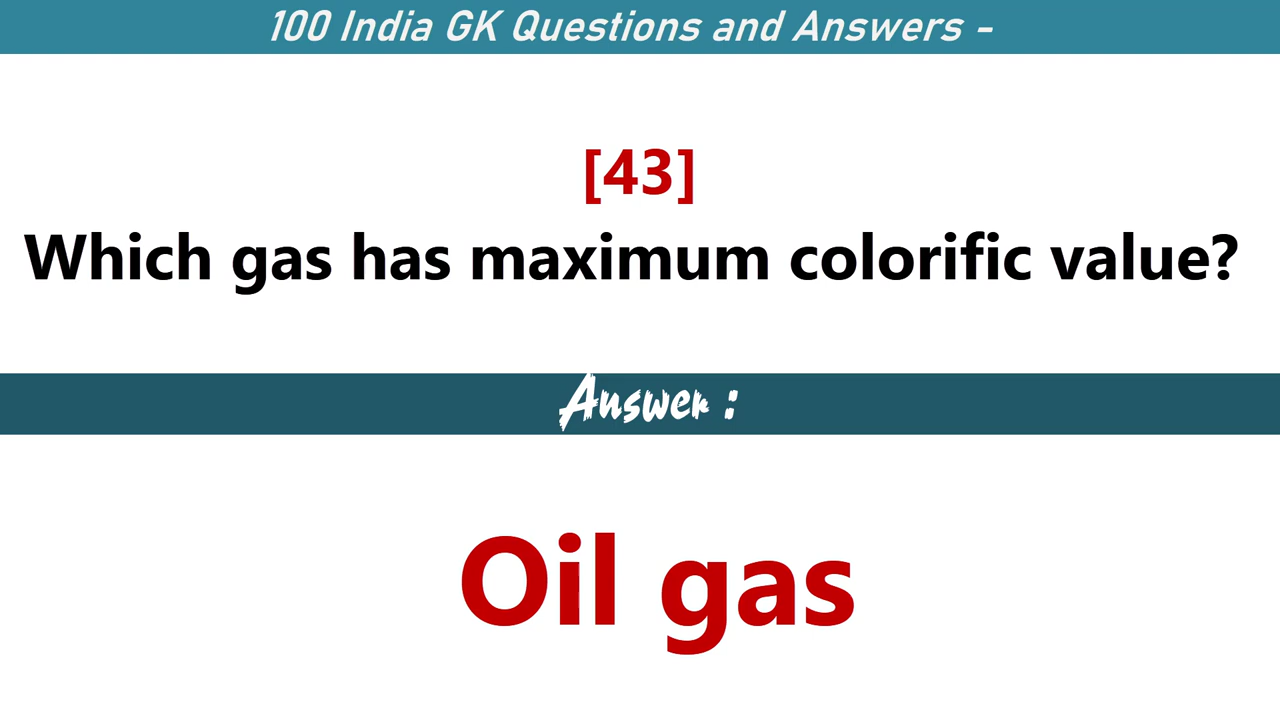 100 India GK Questions and Answers -
[43]
Which gas has maximum colorific value?
Answer :
Oil gas